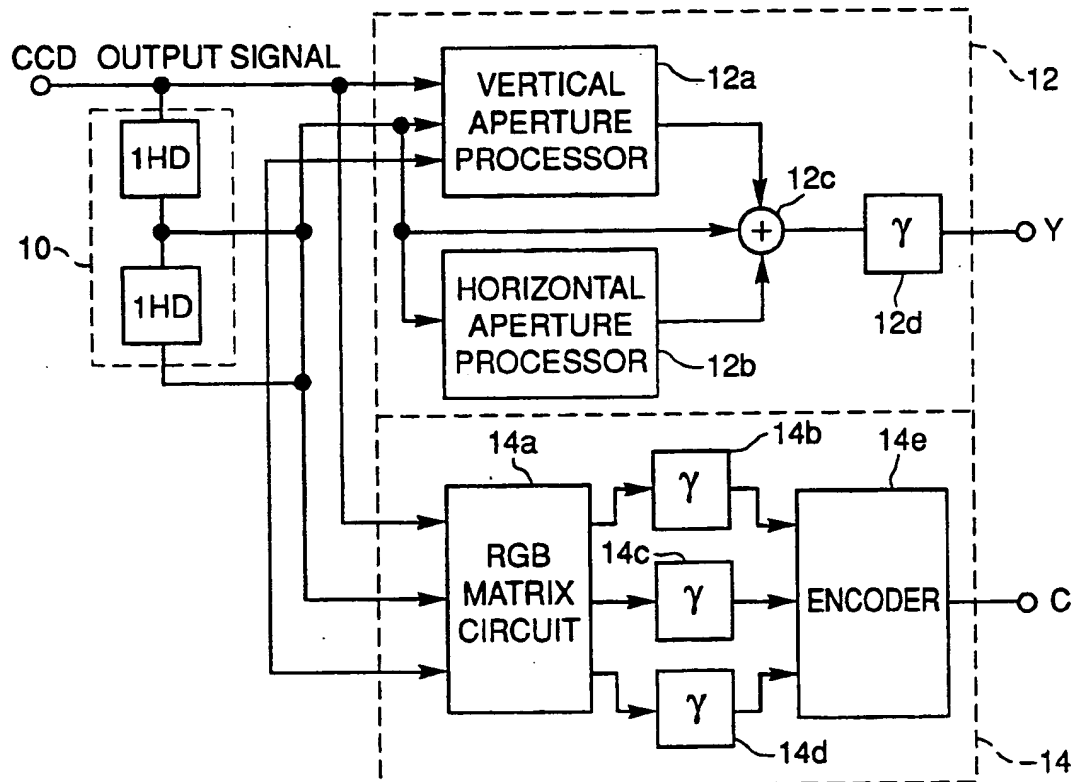 CCD OUTPUT SIGNAL
1HD
10
1HD
VERTICAL
APERTURE
PROCESSOR
12a
12
12c
+
γ
Y
12d
HORIZONTAL
APERTURE
PROCESSOR
12b
14a
RGB
MATRIX
CIRCUIT
14b
γ
14c
γ
γ
14d
14e
ENCODER
C
14